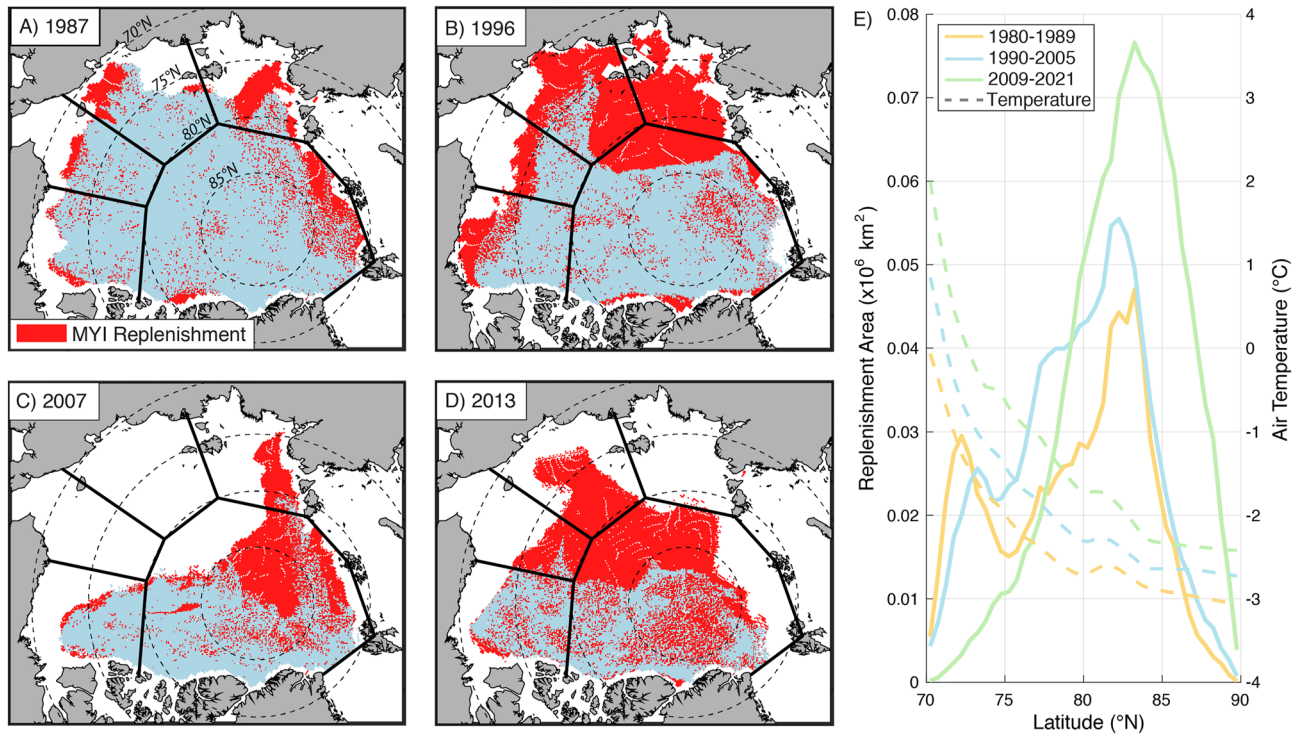 A) 1987
70°N
75°N
80°N
85°N
MYI Replenishment
B) 1996
C) 2007
D) 2013
E)
0.08
0.07
0.06
0.05
0.04
0.03
0.02
0.01
0
Replenishment Area (x10⁶ km²)
1980-1989
1990-2005
2009-2021
Temperature
4
3
2
1
0
-1
-2
-3
-4
Air Temperature (°C)
70
75
80
85
90
Latitude (°N)